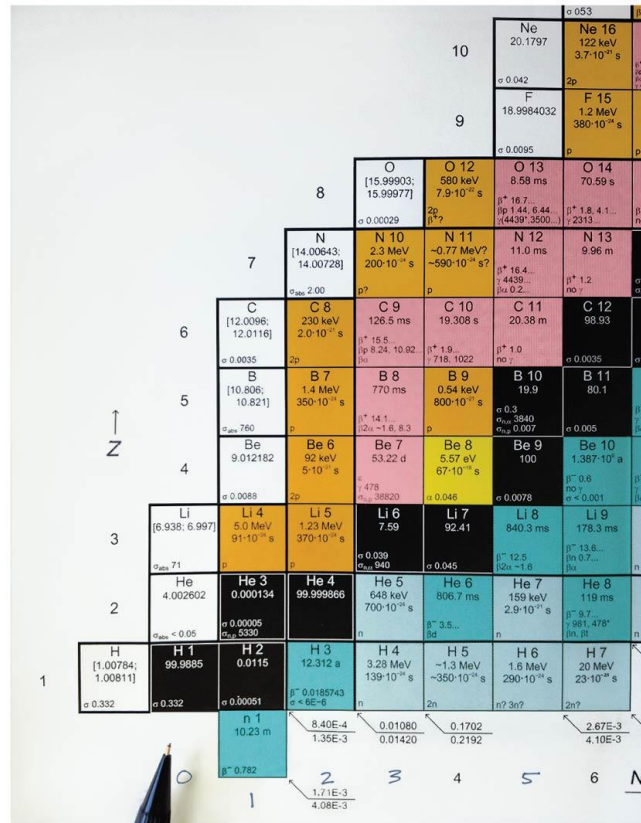 σ 053
10
Ne
20.1797
σ 0.042
Ne 16
122 keV
3.7·10⁻²¹ s
2p
9
F
18.9984032
σ 0.0095
F 15
1.2 MeV
380·10⁻²⁴ s
p
8
O
[15.99903;
15.99977]
σ 0.00029
O 12
580 keV
7.9·10⁻²² s
2p
β⁺?
O 13
8.58 ms
β⁺ 16.7...
βp 1.44, 6.44...
γ(4439*,3500...)
O 14
70.59 s
β⁺ 1.8, 4.1...
γ 2313...
7
N
[14.00643;
14.00728]
σabs 2.00
N 10
2.3 MeV
200·10⁻²⁴ s
p?
N 11
~0.77 MeV?
~590·10⁻²⁴ s?
p
N 12
11.0 ms
β⁺ 16.4...
γ 4439...
βα 0.2...
N 13
9.96 m
β⁺ 1.2
no γ
6
C
[12.0096;
12.0116]
σ 0.0035
C 8
230 keV
2.0·10⁻²¹ s
2p
C 9
126.5 ms
β⁺ 15.5...
βp 8.24, 10.92...
βα
C 10
19.308 s
β⁺ 1.9...
γ 718, 1022
C 11
20.38 m
β⁺ 1.0
no γ
C 12
98.93
σ 0.0035
5
B
[10.806;
10.821]
σabs 760
B 7
1.4 MeV
350·10⁻²⁴ s
p
B 8
770 ms
β⁺ 14.1...
β2α ~1.6, 8.3
B 9
0.54 keV
800·10⁻²¹ s
p
B 10
19.9
σ 0.3
σn,α 3840
σn,p 0.007
B 11
80.1
σ 0.005
↑
Z
4
Be
9.012182
σ 0.0088
Be 6
92 keV
5·10⁻²¹ s
2p
Be 7
53.22 d
ε
γ 478
σn,p 38820
Be 8
5.57 eV
67·10⁻¹⁸ s
α 0.046
Be 9
100
σ 0.0078
Be 10
1.387·10⁶ a
β⁻ 0.6
no γ
σ < 0.001
3
Li
[6.938; 6.997]
σabs 71
Li 4
5.0 MeV
91·10⁻²⁴ s
p
Li 5
1.23 MeV
370·10⁻²⁴ s
p
Li 6
7.59
σ 0.039
σn,α 940
Li 7
92.41
σ 0.045
Li 8
840.3 ms
β⁻ 12.5
β2α ~1.6
Li 9
178.3 ms
β⁻ 13.6...
βn 0.7...
βα
n
2
He
4.002602
σabs < 0.05
He 3
0.000134
σ 0.00005
σn,p 5330
He 4
99.999866
He 5
648 keV
700·10⁻²⁴ s
n
He 6
806.7 ms
β⁻ 3.5...
βd
He 7
159 keV
2.9·10⁻²¹ s
n
He 8
119 ms
β⁻ 9.7...
γ 981, 478*
βn, βt
n
1
H
[1.00784;
1.00811]
σ 0.332
H 1
99.9885
σ 0.332
H 2
0.0115
σ 0.00051
H 3
12.312 a
β⁻ 0.0185743
σ < 6E-6
H 4
3.28 MeV
139·10⁻²⁴ s
n
H 5
~1.3 MeV
~350·10⁻²⁴ s
2n
H 6
1.6 MeV
290·10⁻²⁴ s
n? 3n?
H 7
20 MeV
23·10⁻²⁴ s
2n?
n 1
10.23 m
β⁻ 0.782
8.40E-4
1.35E-3
0.01080
0.01420
0.1702
0.2192
2.67E-3
4.10E-3
0
1
2
3
4
5
6
N
1.71E-3
4.08E-3